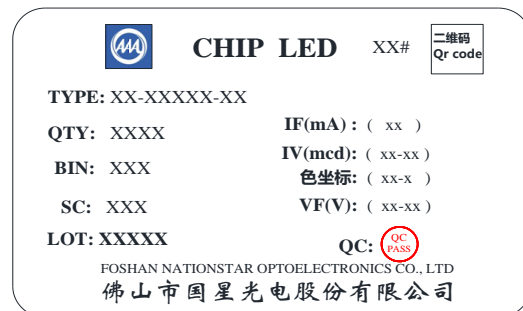 AAA
CHIP LED XX# 二维码
Qr code
TYPE: XX-XXXXX-XX
QTY: XXXX
IF(mA) : ( xx )
BIN: XXX
IV(mcd): ( xx-xx )
色坐标: ( xx-x )
SC: XXX
VF(V): ( xx-xx )
LOT: XXXXX
QC: QC
PASS
FOSHAN NATIONSTAR OPTOELECTRONICS CO., LTD
佛山市国星光电股份有限公司